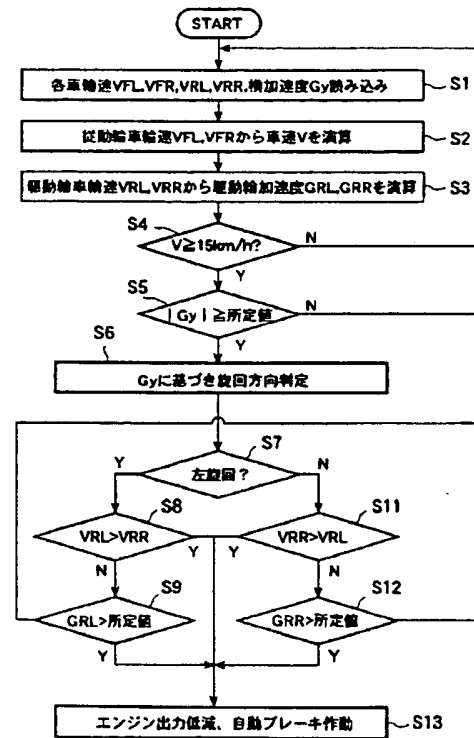 START
各車輪速VFL,VFR,VRL,VRR,横加速度Gy読み込み
S1
従動輪車輪速VFL,VFRから車速Vを演算
S2
駆動輪車輪速VRL,VRRから駆動輪加速度GRL,GRRを演算
S3
S4
V≧15km/h?
N
Y
S5
|Gy|≧所定値
N
Y
S6
Gyに基づき旋回方向判定
S7
Y
左旋回?
N
S8
S11
VRL>VRR
Y
Y
VRR>VRL
N
N
S9
S12
GRL>所定値
GRR>所定値
Y
Y
エンジン出力低減、自動ブレーキ作動
S13